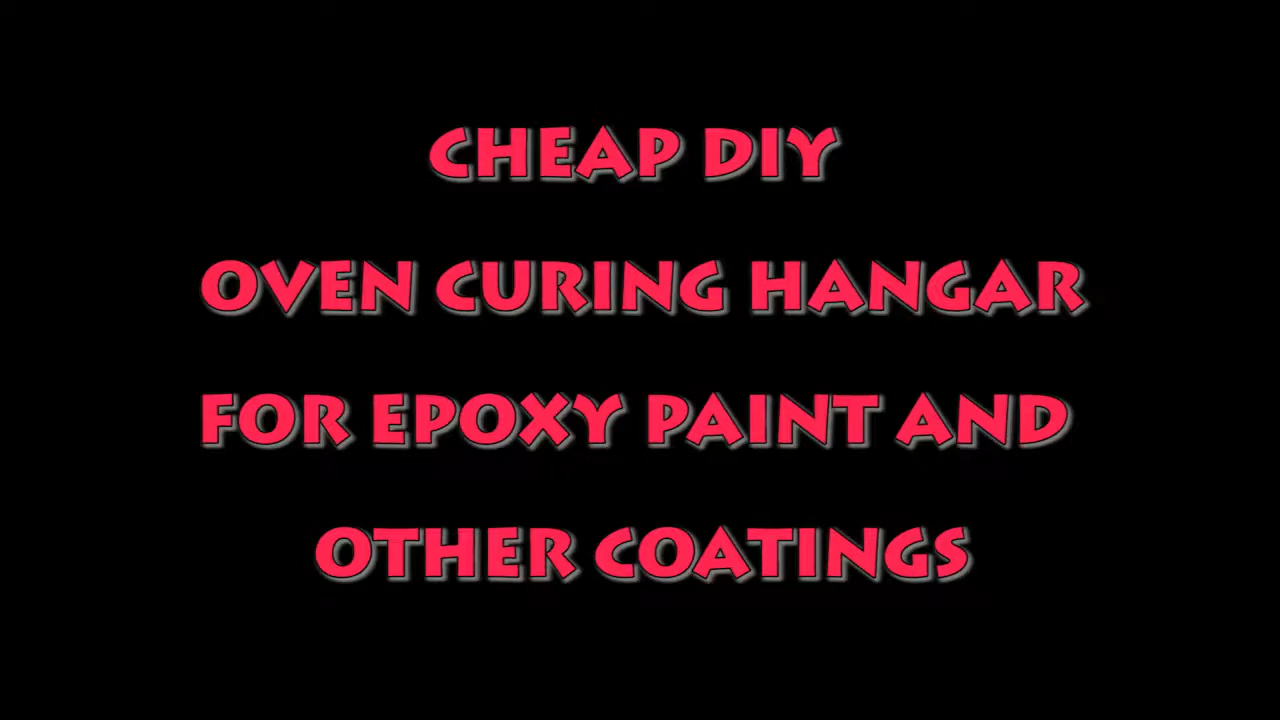 CHEAP DIY
OVEN CURING HANGAR
FOR EPOXY PAINT AND
OTHER COATINGS